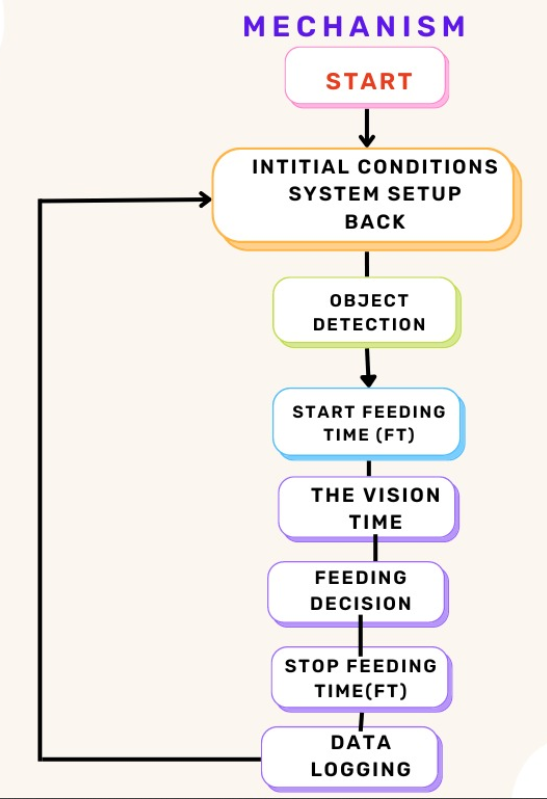 MECHANISM
START
INTITIAL CONDITIONS
SYSTEM SETUP
BACK
OBJECT
DETECTION
START FEEDING
TIME (FT)
THE VISION
TIME
FEEDING
DECISION
STOP FEEDING
TIME(FT)
DATA
LOGGING